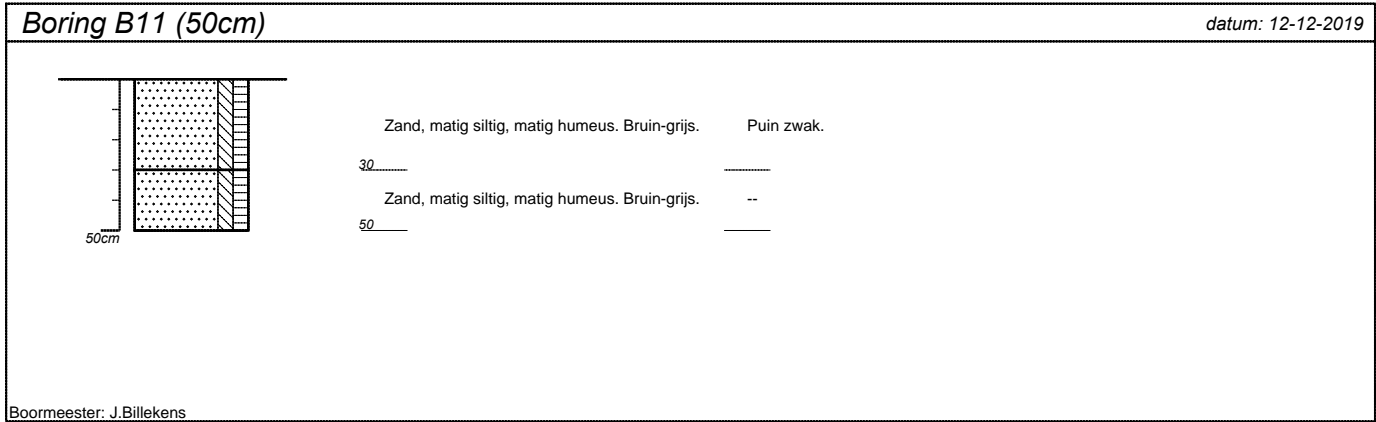 Boring B11 (50cm) datum: 12-12-2019
Zand, matig siltig, matig humeus. Bruin-grijs. Puin zwak.
30
Zand, matig siltig, matig humeus. Bruin-grijs. --
50
50cm
Boormeester: J.Billekens